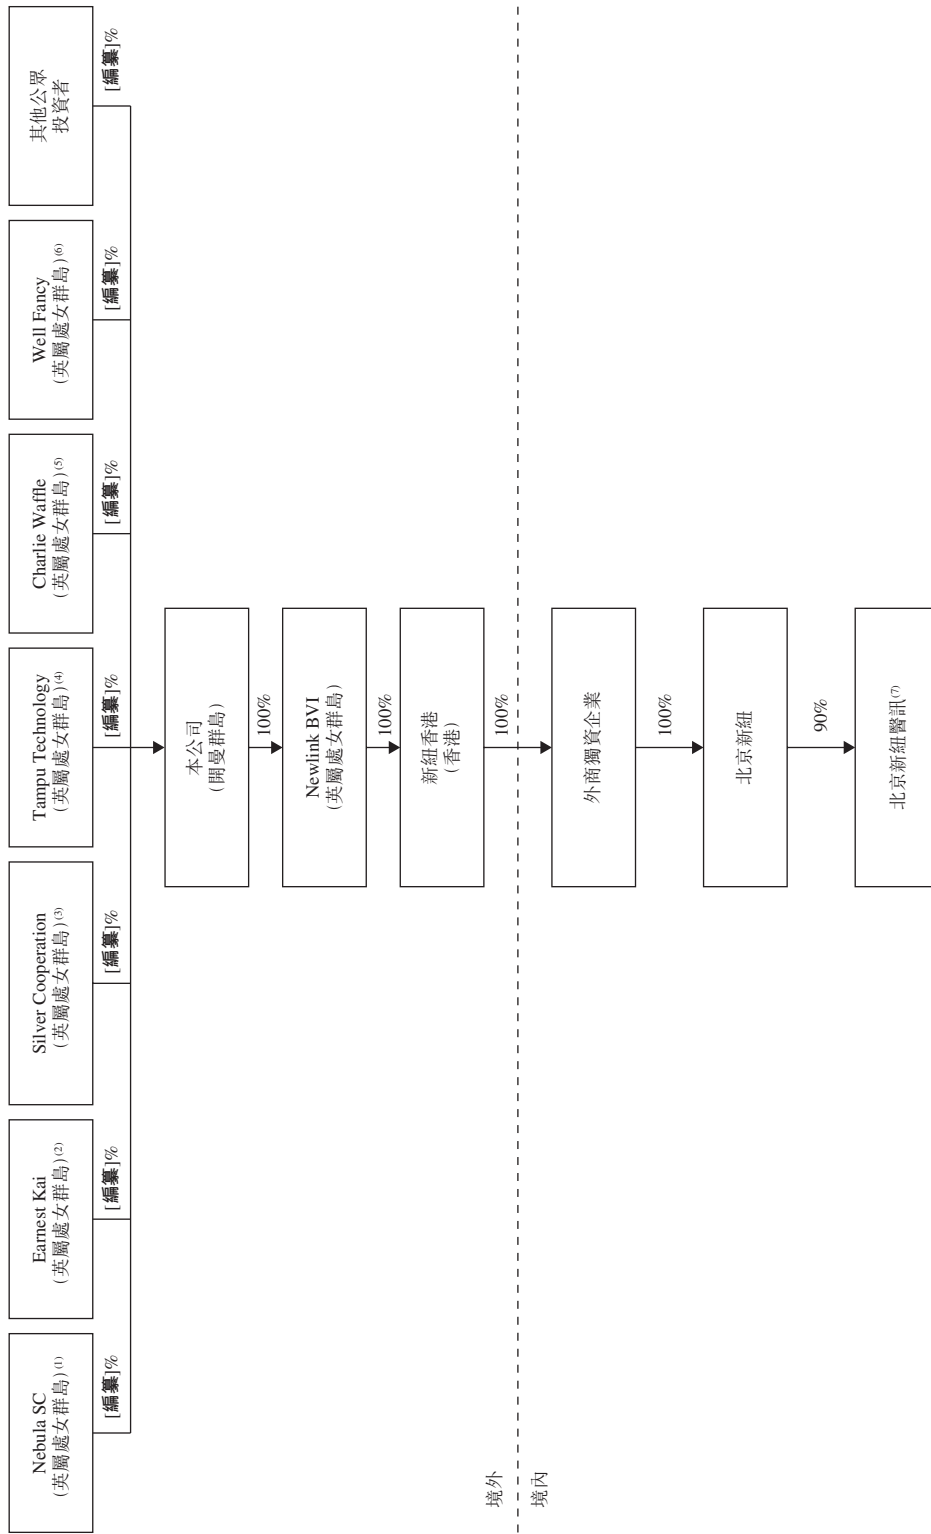 Nebula SC
(英屬處女群島)(1)
Earnest Kai
(英屬處女群島)(2)
Silver Cooperation
(英屬處女群島)(3)
Tampu Technology
(英屬處女群島)(4)
Charlie Waffle
(英屬處女群島)(5)
Well Fancy
(英屬處女群島)(6)
其他公眾
投資者
[編纂]%
[編纂]%
[編纂]%
[編纂]%
[編纂]%
[編纂]%
[編纂]%
本公司
(開曼群島)
100%
Newlink BVI
(英屬處女群島)
100%
新紐香港
(香港)
100%
境外
境內
外商獨資企業
100%
北京新紐
90%
北京新紐醫訊(7)